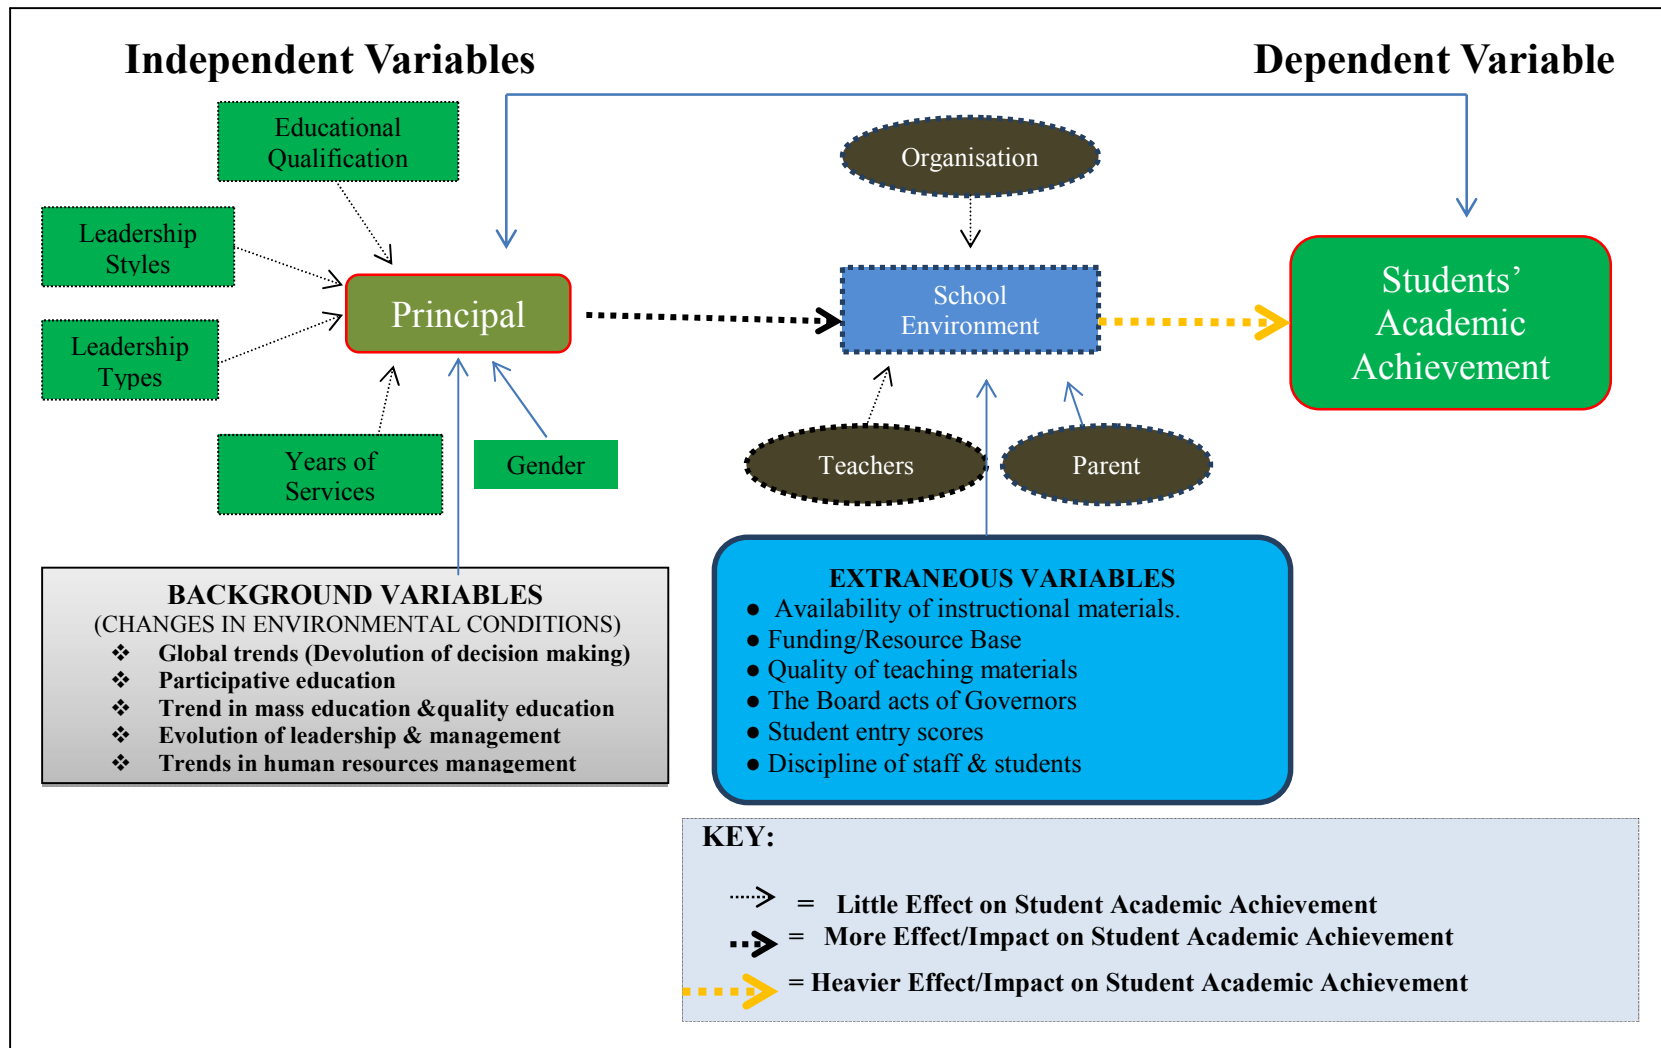 Independent Variables
Dependent Variable
Educational
Qualification
Organisation
Leadership
Styles
Students’
Academic
Achievement
School
Environment
Principal
Leadership
Types
Years of
Services
Gender
Teachers
Parent
BACKGROUND VARIABLES
(CHANGES IN ENVIRONMENTAL CONDITIONS)
❖ Global trends (Devolution of decision making)
❖ Participative education
❖ Trend in mass education &quality education
❖ Evolution of leadership & management
❖ Trends in human resources management
EXTRANEOUS VARIABLES
● Availability of instructional materials.
● Funding/Resource Base
● Quality of teaching materials
● The Board acts of Governors
● Student entry scores
● Discipline of staff & students
KEY:
= Little Effect on Student Academic Achievement
= More Effect/Impact on Student Academic Achievement
= Heavier Effect/Impact on Student Academic Achievement